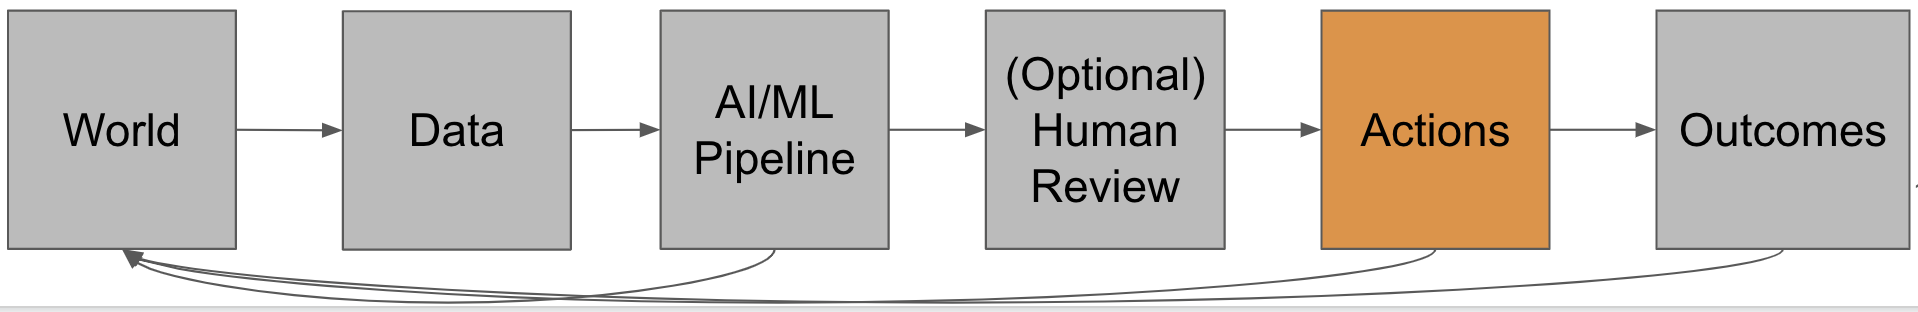 World
Data
AI/ML
Pipeline
(Optional)
Human
Review
Actions
Outcomes